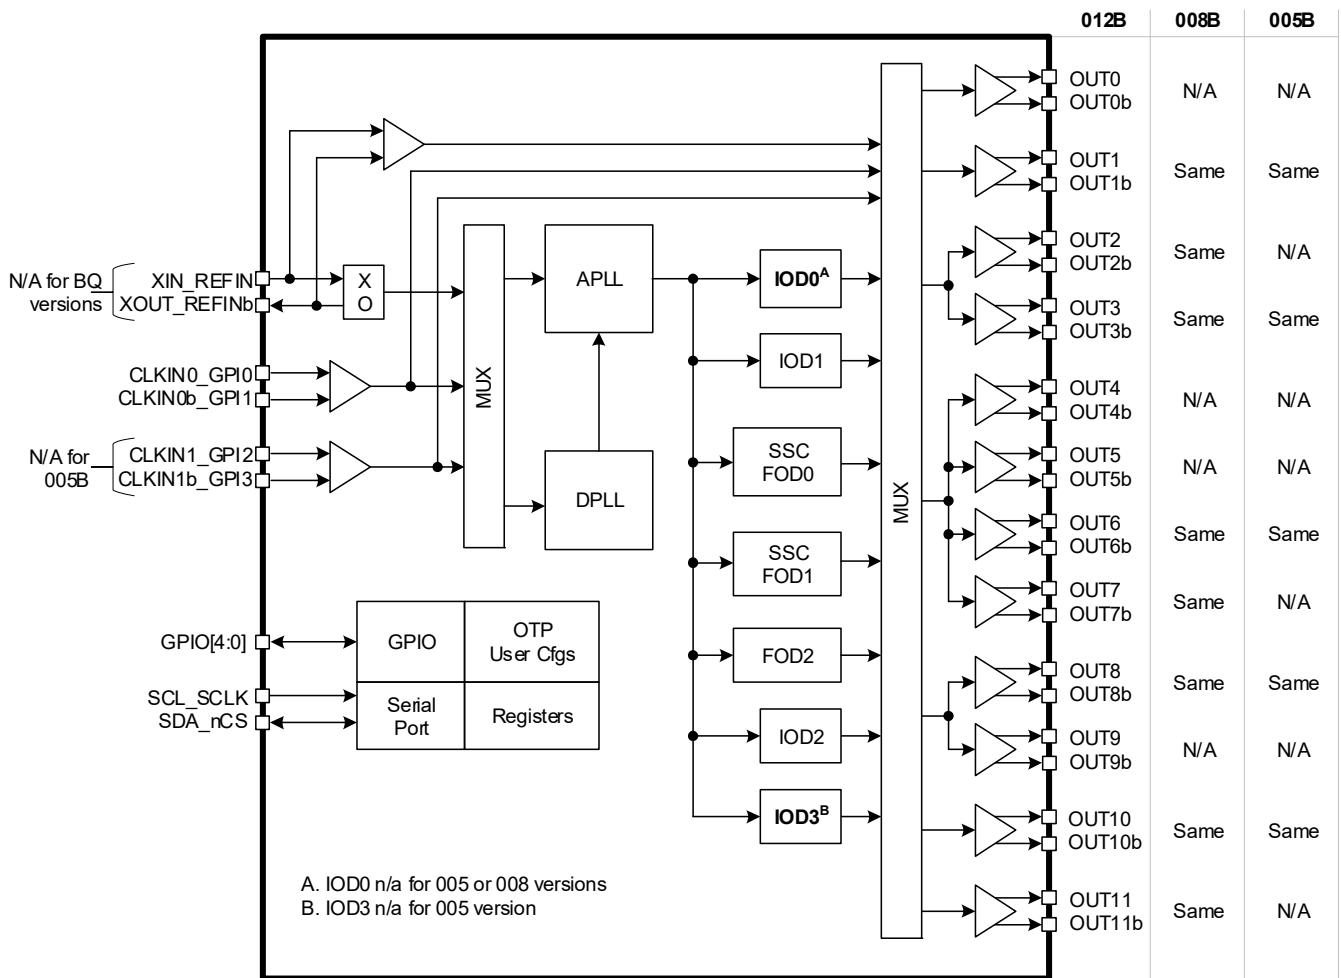 012B 008B 005B
OUT0 N/A N/A
OUT0b
OUT1 Same Same
OUT1b
OUT2 Same N/A
OUT2b
OUT3 Same Same
OUT3b
OUT4 N/A N/A
OUT4b
OUT5 N/A N/A
OUT5b
OUT6 Same Same
OUT6b
OUT7 Same N/A
OUT7b
OUT8 Same Same
OUT8b
OUT9 N/A N/A
OUT9b
OUT10 Same Same
OUT10b
OUT11 Same N/A
OUT11b
N/A for BQ
versions
XIN_REFIN
XOUT_REFINb
X
O
CLKIN0_GPI0
CLKIN0b_GPI1
N/A for
005B
CLKIN1_GPI2
CLKIN1b_GPI3
MUX
APLL
DPLL
IOD0ᴬ
IOD1
SSC
FOD0
SSC
FOD1
FOD2
IOD2
IOD3ᴮ
MUX
GPIO[4:0]
SCL_SCLK
SDA_nCS
GPIO
OTP
User Cfgs
Serial
Port
Registers
A. IOD0 n/a for 005 or 008 versions
B. IOD3 n/a for 005 version